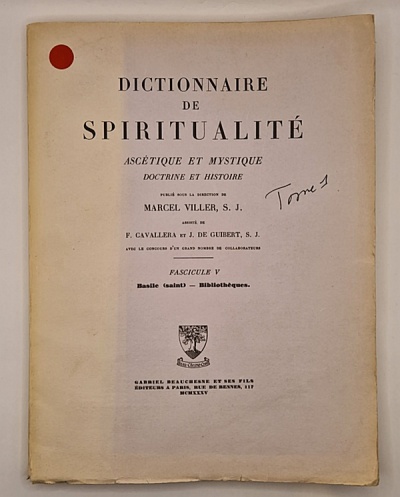 DICTIONNAIRE
DE
SPIRITUALITÉ
ASCÉTIQUE ET MYSTIQUE
DOCTRINE ET HISTOIRE
PUBLIÉ SOUS LA DIRECTION DE
MARCEL VILLER, S. J.
Tome 1
ASSISTÉ DE
F. CAVALLERA ET J. DE GUIBERT, S. J.
AVEC LE CONCOURS D'UN GRAND NOMBRE DE COLLABORATEURS
FASCICULE V
Basile (saint) — Bibliothèques.
GABRIEL BEAUCHESNE ET SES FILS
ÉDITEURS A PARIS, RUE DE RENNES, 117
MCMXXXV